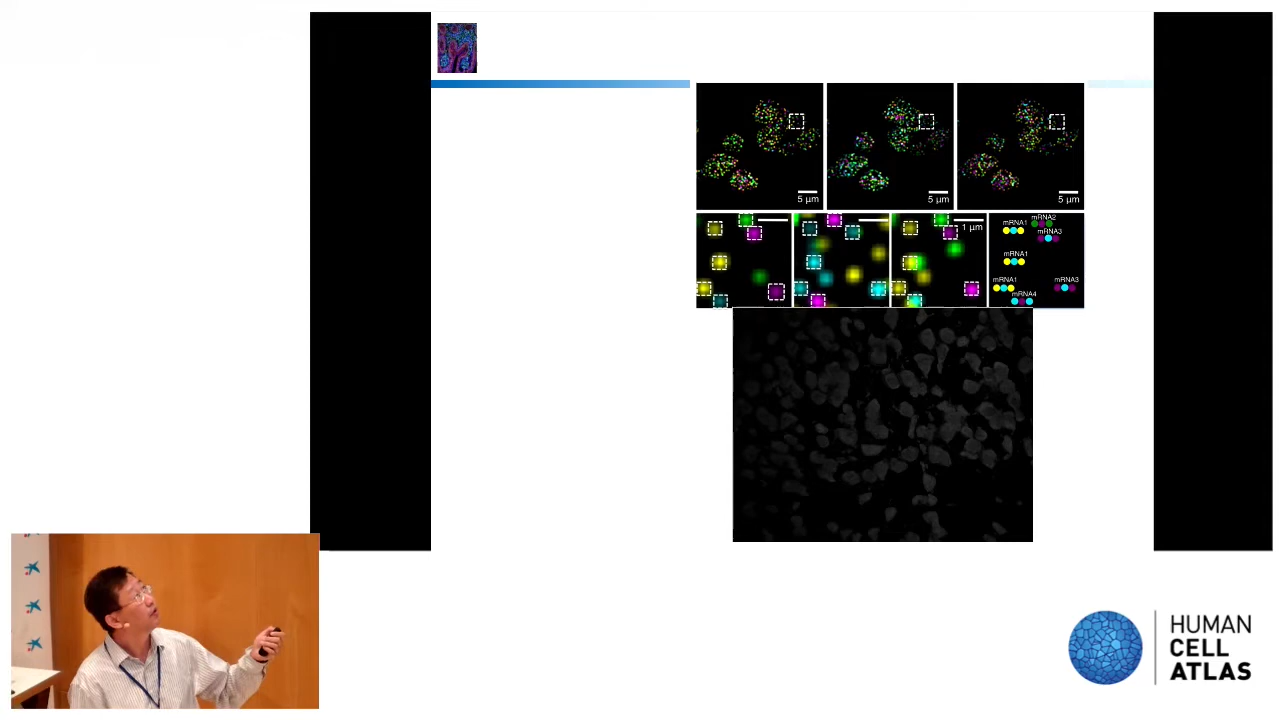 5 μm
5 μm
5 μm
1 μm
mRNA1
mRNA2
mRNA3
mRNA1
mRNA1
mRNA3
mRNA4
HUMAN
CELL
ATLAS